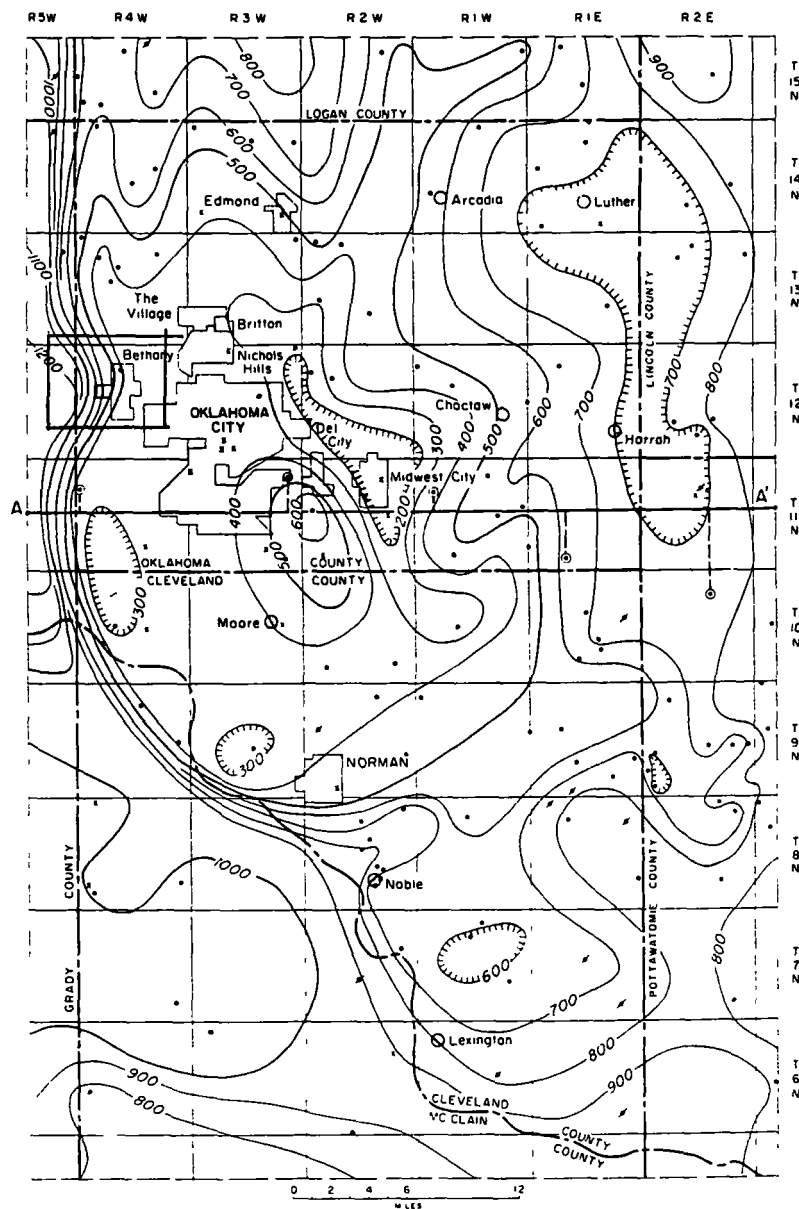 R5W R4W R3W R2W R1W R1E R2E
800
900
1000
700
T 15 N
LOGAN COUNTY
600
500
T 14 N
Edmond
Arcadia
Luther
1100
T 13 N
The Village
Britton
LINCOLN COUNTY
1200
Bethany
Nichols Hills
700
800
OKLAHOMA CITY
Del City
Choctaw
T 12 N
300
400
500
600
700
Harrah
Midwest City
A
400
600
200
A'
T 11 N
500
300
OKLAHOMA COUNTY
CLEVELAND COUNTY
Moore
T 10 N
300
NORMAN
T 9 N
1000
GRADY COUNTY
Noble
POTTAWATOMIE COUNTY
T 8 N
600
700
800
T 7 N
Lexington
800
900
900
800
T 6 N
CLEVELAND COUNTY
MC CLAIN COUNTY
0 2 4 6 12
MILES